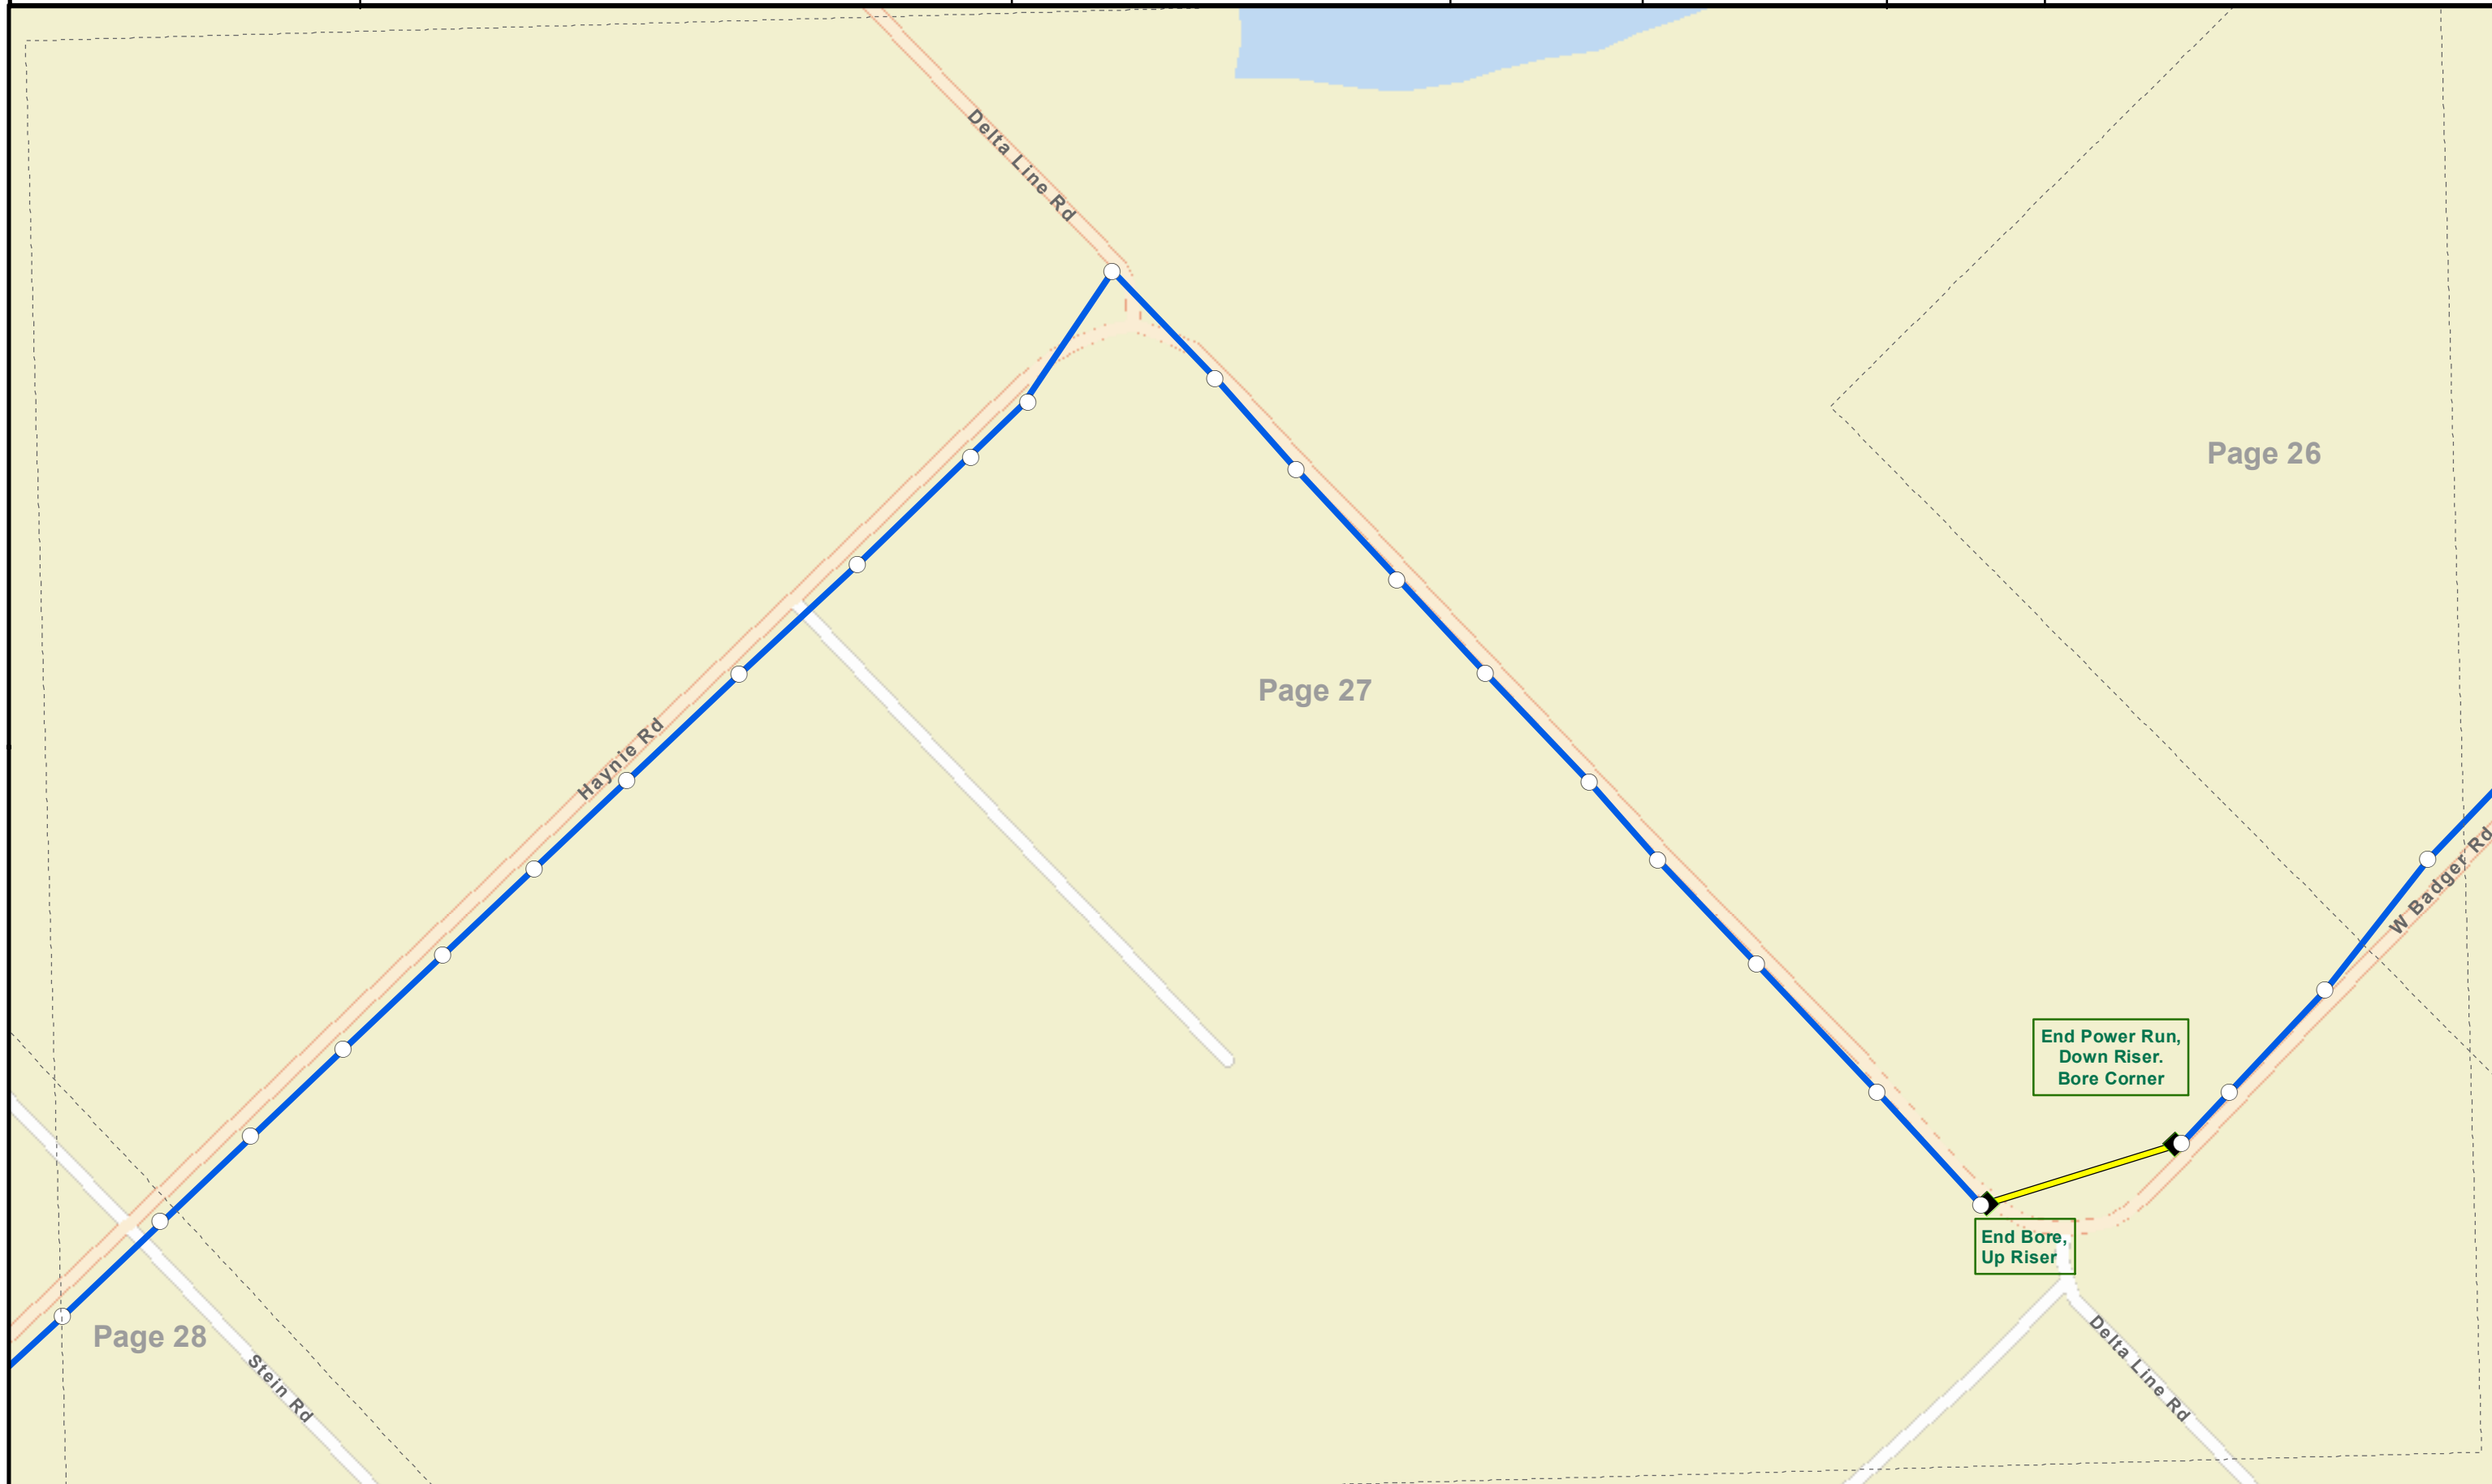 Delta Line Rd
Page 26
Page 27
Haynie Rd
W Badger Rd
End Power Run,
Down Riser.
Bore Corner
End Bore,
Up Riser
Page 28
Stein Rd
Delta Line Rd